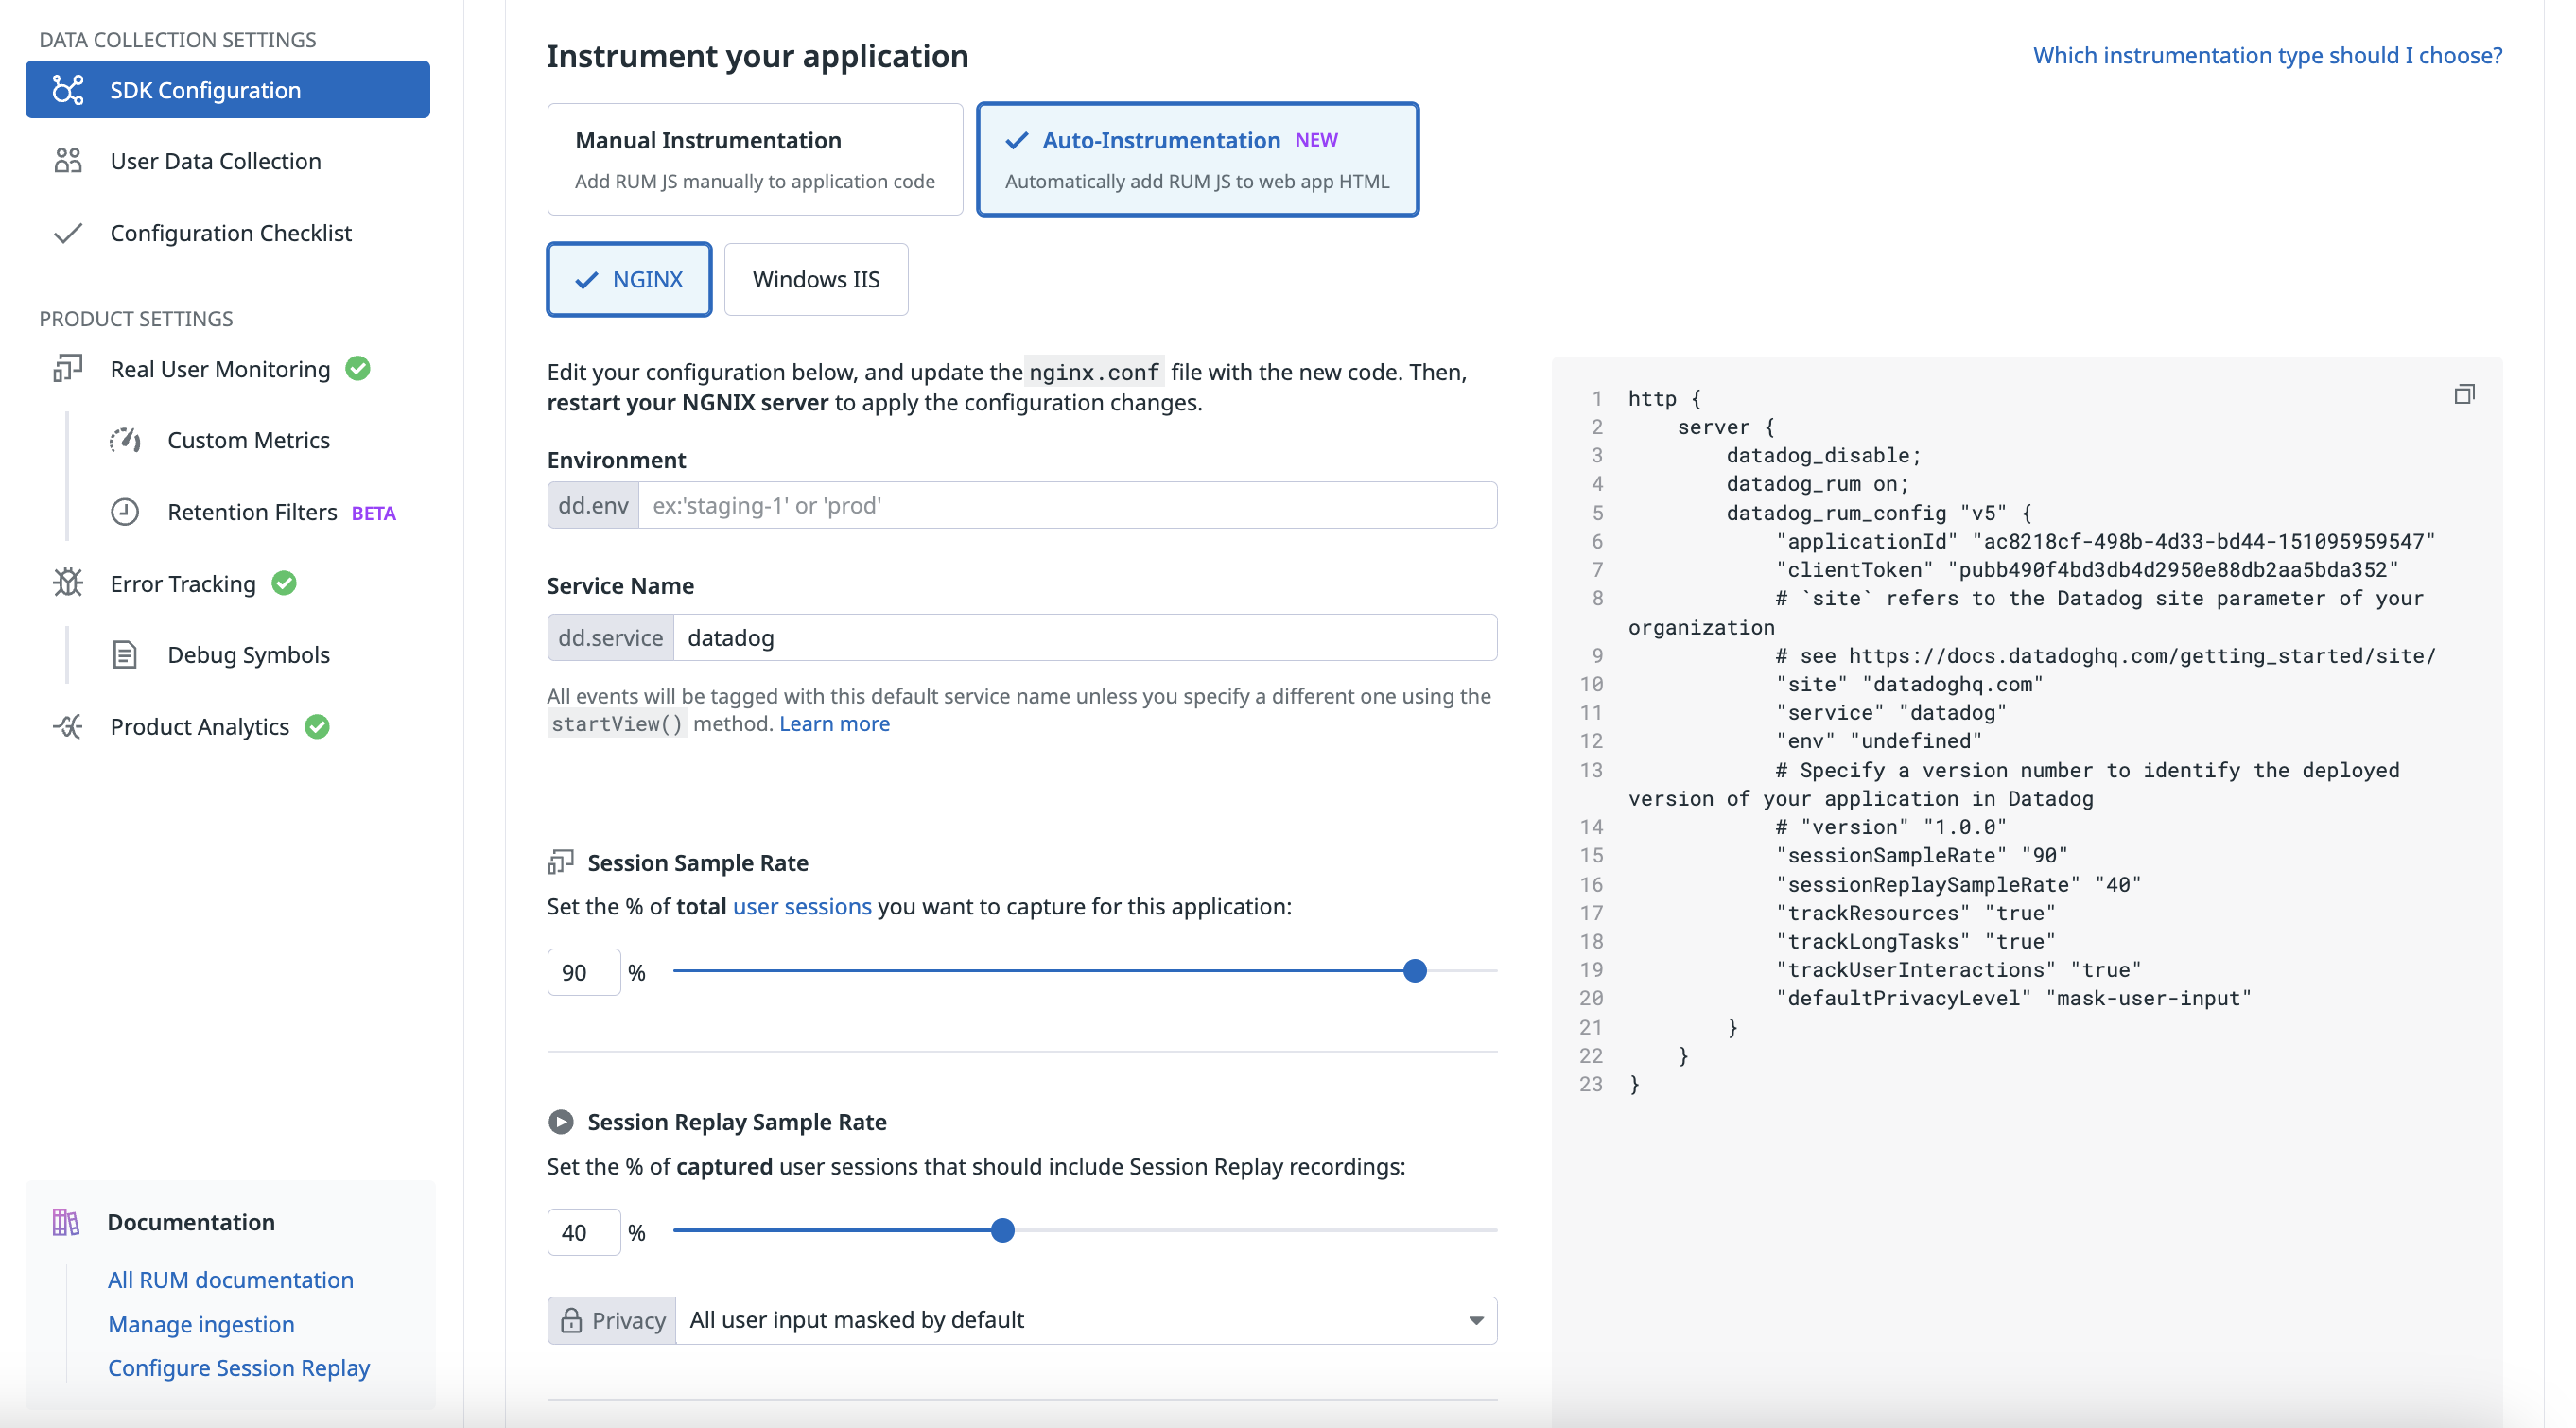 DATA COLLECTION SETTINGS
SDK Configuration
User Data Collection
Configuration Checklist
PRODUCT SETTINGS
Real User Monitoring
Custom Metrics
Retention Filters BETA
Error Tracking
Debug Symbols
Product Analytics
Documentation
All RUM documentation
Manage ingestion
Configure Session Replay
Instrument your application
Which instrumentation type should I choose?
Manual Instrumentation
Add RUM JS manually to application code
Auto-Instrumentation NEW
Automatically add RUM JS to web app HTML
NGINX
Windows IIS
Edit your configuration below, and update the nginx.conf file with the new code. Then,
restart your NGNIX server to apply the configuration changes.
Environment
dd.env ex:'staging-1' or 'prod'
Service Name
dd.service datadog
All events will be tagged with this default service name unless you specify a different one using the
startView() method. Learn more
Session Sample Rate
Set the % of total user sessions you want to capture for this application:
90 %
Session Replay Sample Rate
Set the % of captured user sessions that should include Session Replay recordings:
40 %
Privacy All user input masked by default
1 http {
2 server {
3 datadog_disable;
4 datadog_rum on;
5 datadog_rum_config "v5" {
6 "applicationId" "ac8218cf-498b-4d33-bd44-151095959547"
7 "clientToken" "pubb490f4bd3db4d2950e88db2aa5bda352"
8 # `site` refers to the Datadog site parameter of your
organization
9 # see https://docs.datadoghq.com/getting_started/site/
10 "site" "datadoghq.com"
11 "service" "datadog"
12 "env" "undefined"
13 # Specify a version number to identify the deployed
version of your application in Datadog
14 # "version" "1.0.0"
15 "sessionSampleRate" "90"
16 "sessionReplaySampleRate" "40"
17 "trackResources" "true"
18 "trackLongTasks" "true"
19 "trackUserInteractions" "true"
20 "defaultPrivacyLevel" "mask-user-input"
21 }
22 }
23 }